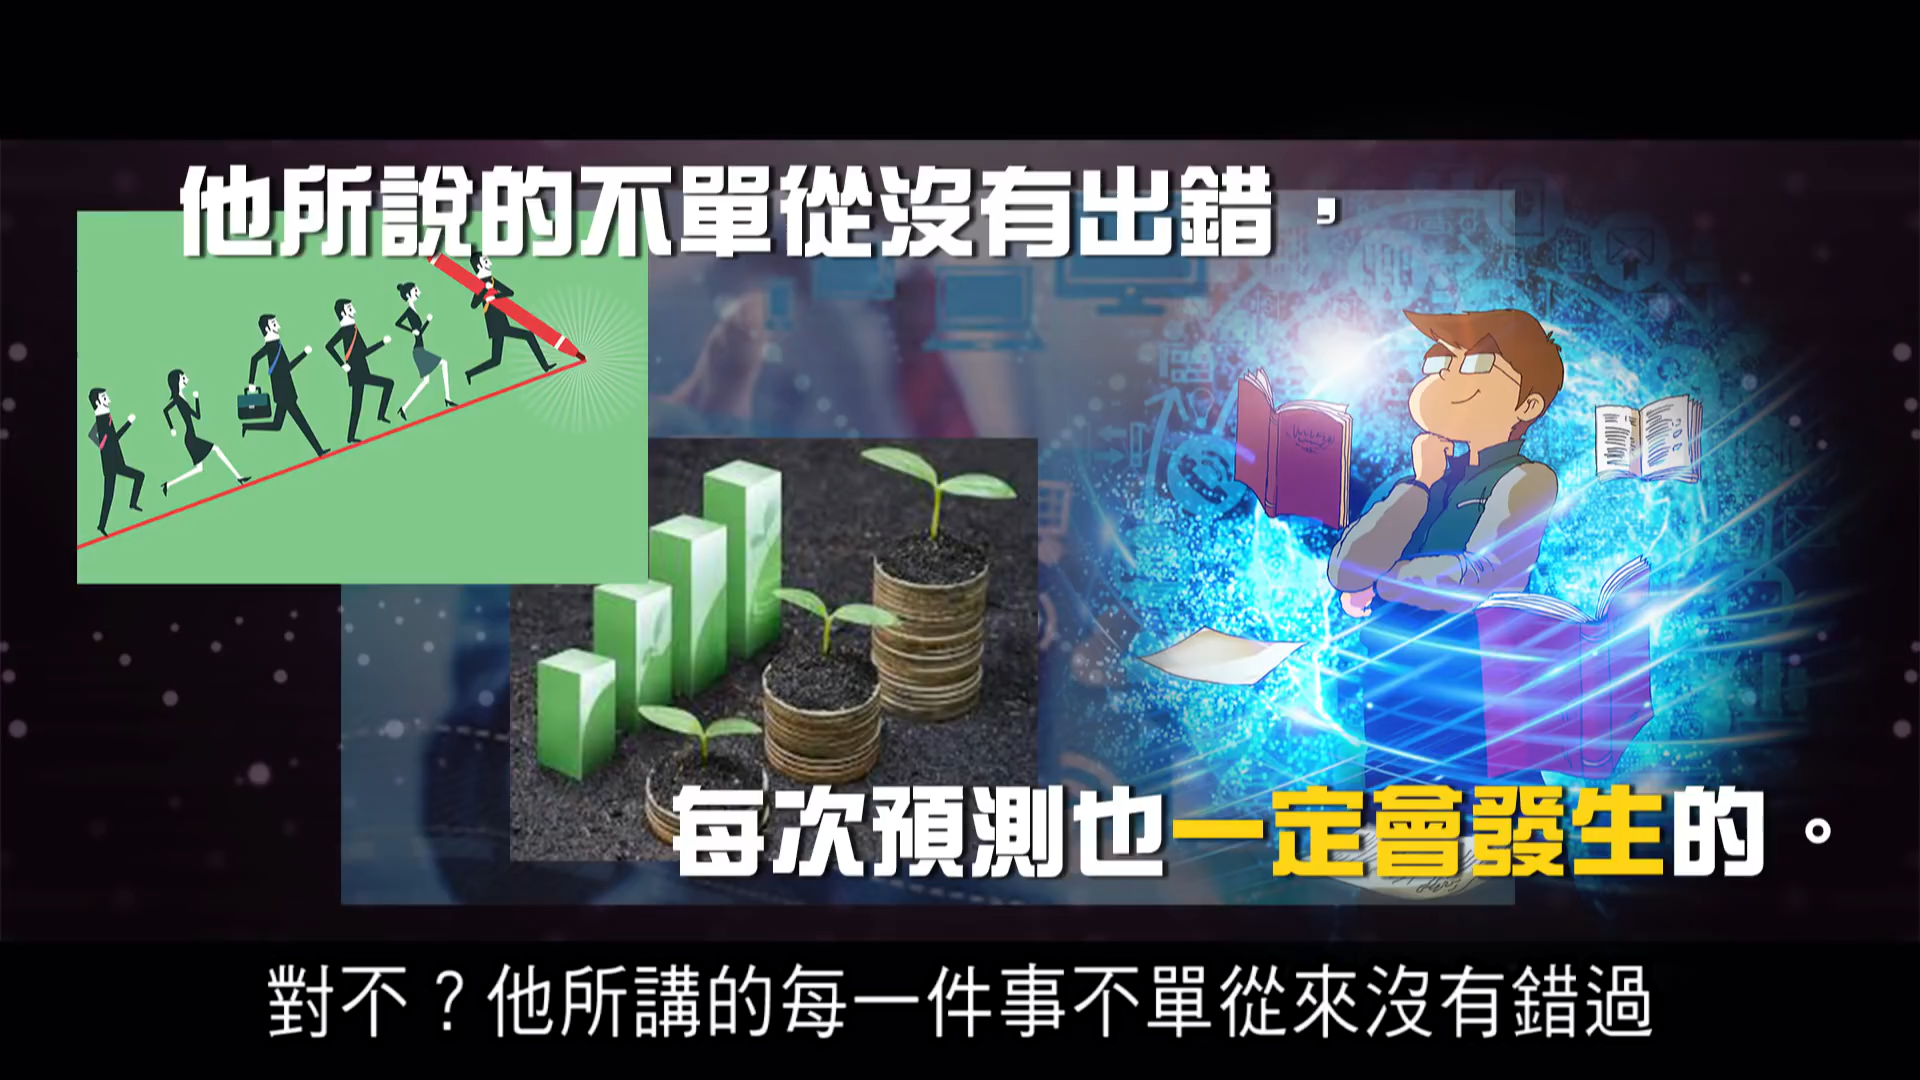 他所說的不單從沒有出錯，
每次預測也一定會發生的。
對不？他所講的每一件事不單從來沒有錯過